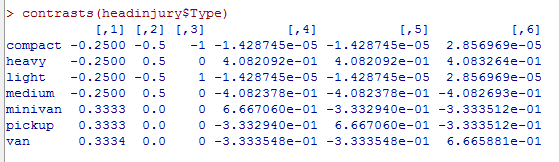 > contrasts(headinjury$Type)
[,1] [,2] [,3] [,4] [,5] [,6]
compact -0.2500 -0.5 -1 -1.428745e-05 -1.428745e-05 2.856969e-05
heavy -0.2500 0.5 0 4.082092e-01 4.082092e-01 4.083264e-01
light -0.2500 -0.5 1 -1.428745e-05 -1.428745e-05 2.856969e-05
medium -0.2500 0.5 0 -4.082378e-01 -4.082378e-01 -4.082693e-01
minivan 0.3333 0.0 0 6.667060e-01 -3.332940e-01 -3.333512e-01
pickup 0.3333 0.0 0 -3.332940e-01 6.667060e-01 -3.333512e-01
van 0.3334 0.0 0 -3.333548e-01 -3.333548e-01 6.665881e-01